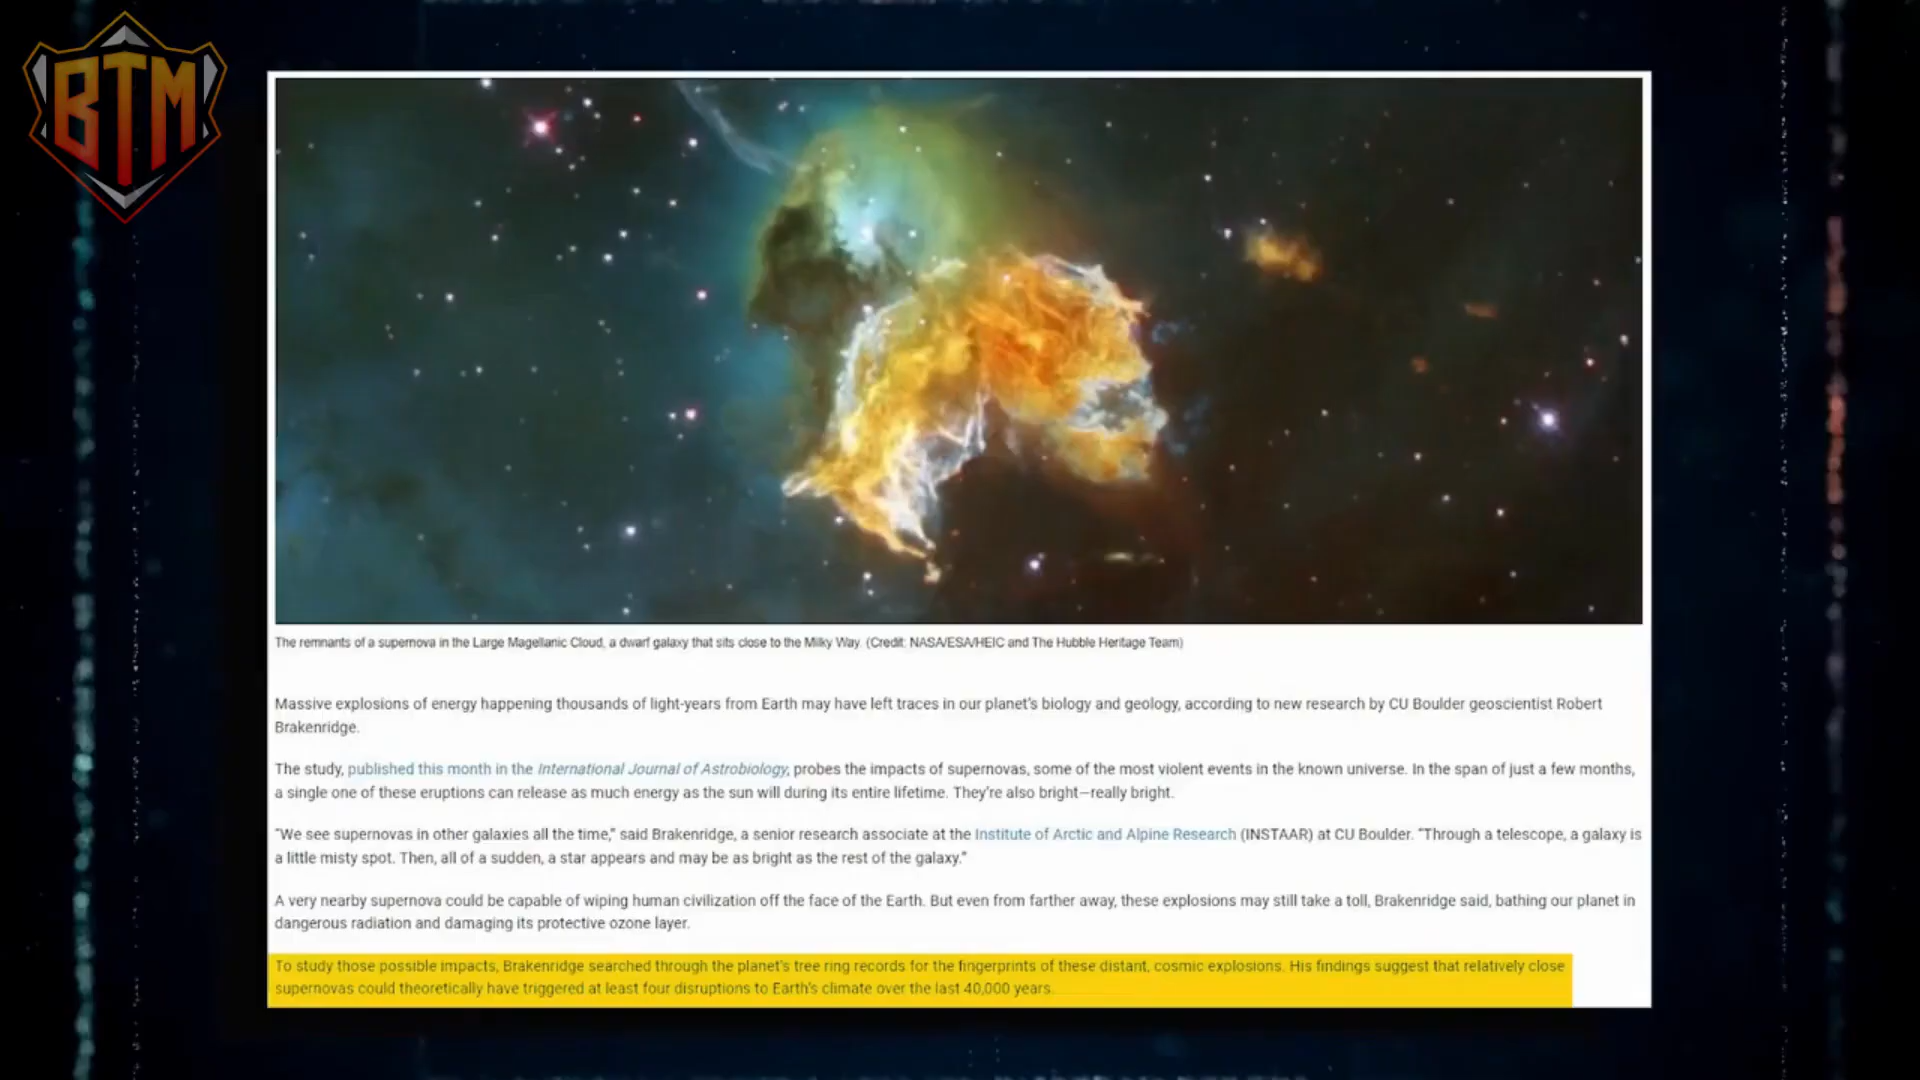 BTM
The remnants of a supernova in the Large Magellanic Cloud, a dwarf galaxy that sits close to the Milky Way. (Credit: NASA/ESA/HEIC and The Hubble Heritage Team)
Massive explosions of energy happening thousands of light-years from Earth may have left traces in our planet's biology and geology, according to new research by CU Boulder geoscientist Robert
Brakenridge.
The study, published this month in the International Journal of Astrobiology, probes the impacts of supernovas, some of the most violent events in the known universe. In the span of just a few months,
a single one of these eruptions can release as much energy as the sun will during its entire lifetime. They're also bright—really bright.
"We see supernovas in other galaxies all the time," said Brakenridge, a senior research associate at the Institute of Arctic and Alpine Research (INSTAAR) at CU Boulder. "Through a telescope, a galaxy is
a little misty spot. Then, all of a sudden, a star appears and may be as bright as the rest of the galaxy."
A very nearby supernova could be capable of wiping human civilization off the face of the Earth. But even from farther away, these explosions may still take a toll, Brakenridge said, bathing our planet in
dangerous radiation and damaging its protective ozone layer.
To study those possible impacts, Brakenridge searched through the planet's tree ring records for the fingerprints of these distant, cosmic explosions. His findings suggest that relatively close
supernovas could theoretically have triggered at least four disruptions to Earth's climate over the last 40,000 years.